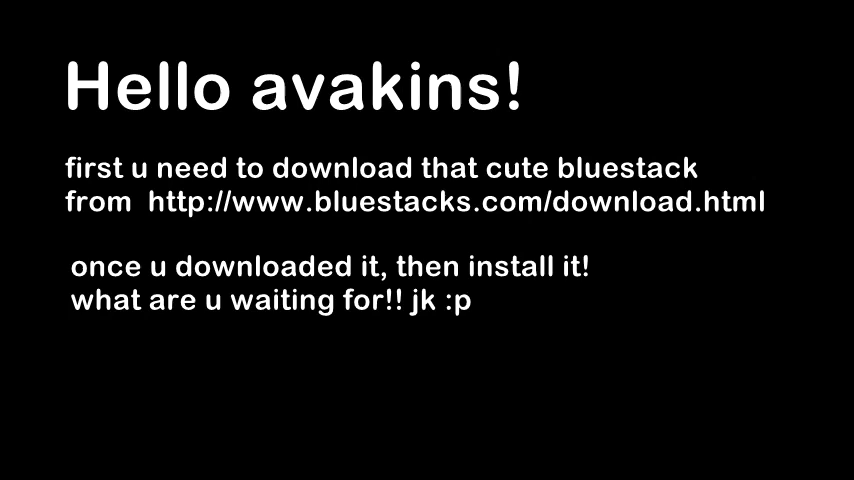 Hello avakins!
first u need to download that cute bluestack
from http://www.bluestacks.com/download.html
once u downloaded it, then install it!
what are u waiting for!! jk :p